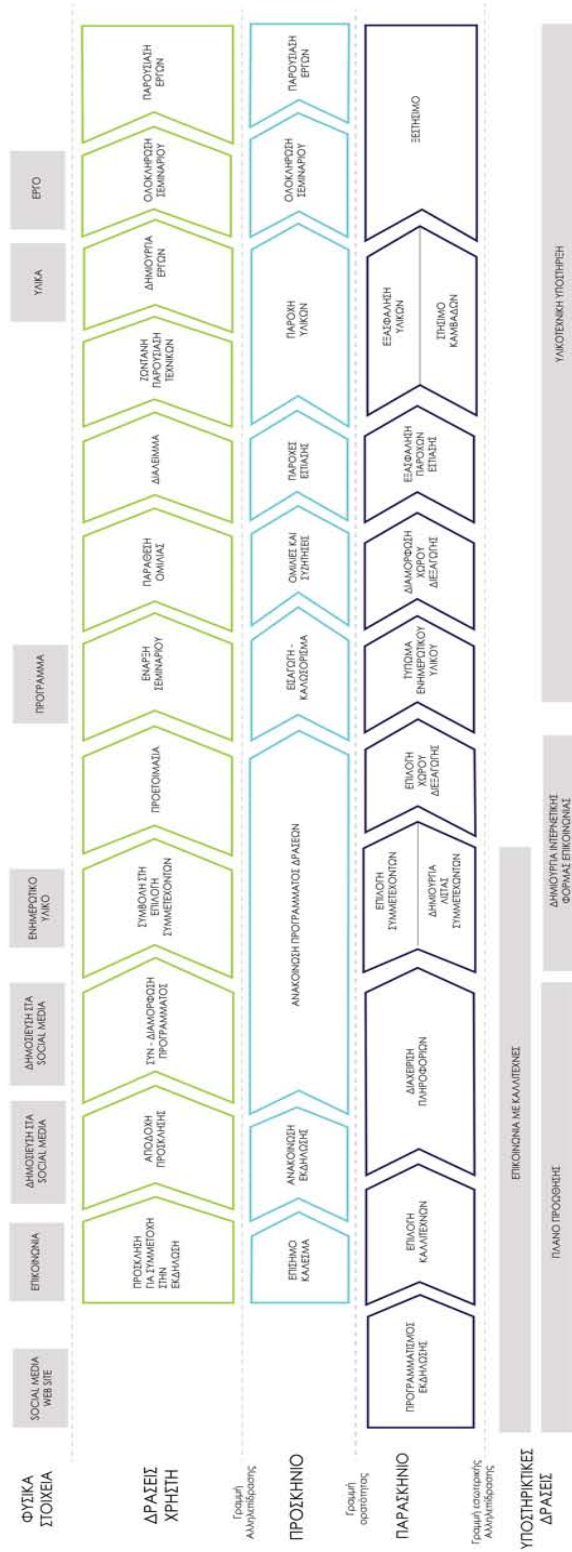 ΦΥΣΙΚΑ
ΣΤΟΙΧΕΙΑ
SOCIAL MEDIA
WEB SITE
ΕΠΙΚΟΙΝΩΝΙΑ
ΔΗΜΟΣΙΕΥΣΗ ΣΤΑ
SOCIAL MEDIA
ΔΗΜΟΣΙΕΥΣΗ ΣΤΑ
SOCIAL MEDIA
ΕΝΗΜΕΡΩΤΙΚΟ
ΥΛΙΚΟ
ΠΡΟΓΡΑΜΜΑ
ΥΛΙΚΑ
ΕΡΓΟ
ΔΡΑΣΕΙΣ
ΧΡΗΣΤΗ
ΠΡΟΣΚΛΗΣΗ
ΓΙΑ ΣΥΜΜΕΤΟΧΗ
ΣΤΗΝ
ΕΚΔΗΛΩΣΗ
ΑΠΟΔΟΧΗ
ΠΡΟΣΚΛΗΣΗΣ
ΣΥΝ - ΔΙΑΜΟΡΦΩΣΗ
ΠΡΟΓΡΑΜΜΑΤΟΣ
ΣΥΜΒΟΛΗ ΣΤΗ
ΕΠΙΛΟΓΗ
ΣΥΜΜΕΤΕΧΟΝΤΩΝ
ΠΡΟΕΤΟΙΜΑΣΙΑ
ΕΝΑΡΞΗ
ΣΕΜΙΝΑΡΙΟΥ
ΠΑΡΑΘΕΣΗ
ΟΜΙΛΙΑΣ
ΔΙΑΛΕΙΜΜΑ
ΖΩΝΤΑΝΗ
ΠΑΡΟΥΣΙΑΣΗ
ΤΕΧΝΙΚΩΝ
ΔΗΜΙΟΥΡΓΙΑ
ΕΡΓΩΝ
ΟΛΟΚΛΗΡΩΣΗ
ΣΕΜΙΝΑΡΙΟΥ
ΠΑΡΟΥΣΙΑΣΗ
ΕΡΓΩΝ
Γραμμή
Αλληλεπίδρασης
ΠΡΟΣΚΗΝΙΟ
ΕΠΙΣΗΜΟ
ΚΑΛΕΣΜΑ
ΑΝΑΚΟΙΝΩΣΗ
ΕΚΔΗΛΩΣΗΣ
ΑΝΑΚΟΙΝΩΣΗ ΠΡΟΓΡΑΜΜΑΤΟΣ ΔΡΑΣΕΩΝ
ΕΙΣΑΓΩΓΗ -
ΚΑΛΩΣΟΡΙΣΜΑ
ΟΜΙΛΙΕΣ ΚΑΙ
ΣΥΖΗΤΗΣΕΙΣ
ΠΑΡΟΧΕΣ
ΕΣΤΙΑΣΗΣ
ΠΑΡΟΧΗ
ΥΛΙΚΩΝ
ΟΛΟΚΛΗΡΩΣΗ
ΣΕΜΙΝΑΡΙΟΥ
ΠΑΡΟΥΣΙΑΣΗ
ΕΡΓΩΝ
Γραμμή
ορατότητας
ΠΑΡΑΣΚΗΝΙΟ
ΠΡΟΓΡΑΜΜΑΤΙΣΜΟΣ
ΕΚΔΗΛΩΣΗΣ
ΕΠΙΛΟΓΗ
ΚΑΛΛΙΤΕΧΝΩΝ
ΔΙΑΧΕΙΡΙΣΗ
ΠΛΗΡΟΦΟΡΙΩΝ
ΕΠΙΛΟΓΗ
ΣΥΜΜΕΤΕΧΟΝΤΩΝ
ΔΗΜΙΟΥΡΓΙΑ
ΛΙΣΤΑΣ
ΣΥΜΜΕΤΕΧΩΝΤΩΝ
ΕΠΙΛΟΓΗ
ΧΩΡΟΥ
ΔΙΕΞΑΓΩΓΗΣ
ΤΥΠΩΜΑ
ΕΝΗΜΕΡΩΤΙΚΟΥ
ΥΛΙΚΟΥ
ΔΙΑΜΟΡΦΩΣΗ
ΧΩΡΟΥ
ΔΙΕΞΑΓΩΓΗΣ
ΕΞΑΣΦΑΛΗΣΗ
ΠΑΡΟΧΩΝ
ΕΣΤΙΑΣΗΣ
ΕΞΑΣΦΑΛΗΣΗ
ΥΛΙΚΩΝ
ΣΤΗΣΙΜΟ
ΚΑΜΒΑΔΩΝ
ΞΕΣΤΗΣΙΜΟ
Γραμμή εσωτερικής
Αλληλεπίδρασης
ΥΠΟΣΤΗΡΙΚΤΙΚΕΣ
ΔΡΑΣΕΙΣ
ΕΠΙΚΟΙΝΩΝΙΑ ΜΕ ΚΑΛΛΙΤΕΧΝΕΣ
ΠΛΑΝΟ ΠΡΟΩΘΗΣΗΣ
ΔΗΜΙΟΥΡΓΙΑ ΙΝΤΕΡΝΕΤΙΚΗΣ
ΦΟΡΜΑΣ ΕΠΙΚΟΙΝΩΝΙΑΣ
ΥΛΙΚΟΤΕΧΝΙΚΗ ΥΠΟΣΤΗΡΙΞΗ